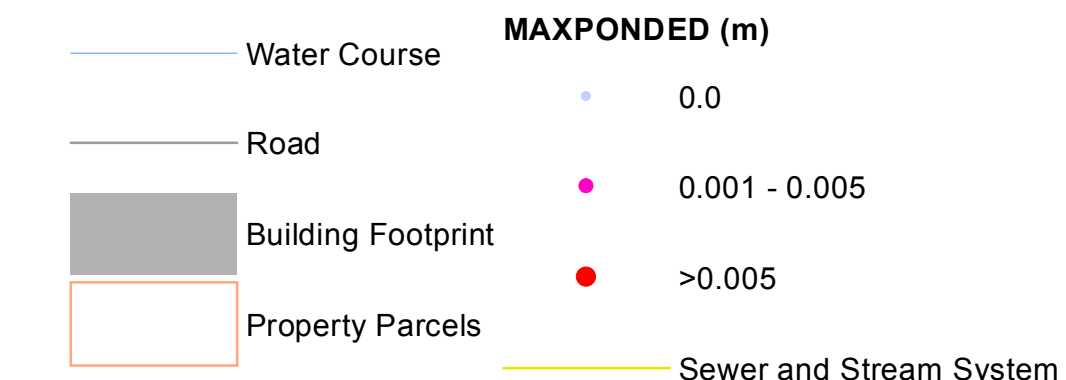 Water Course
Road
Building Footprint
Property Parcels
MAXPONDED (m)
0.0
0.001 - 0.005
>0.005
Sewer and Stream System